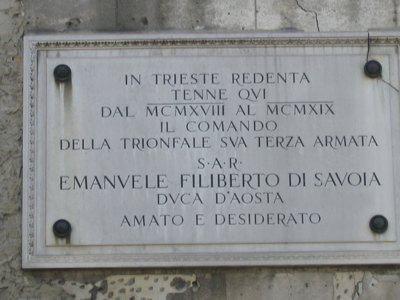 IN TRIESTE REDENTA
TENNE QVI
DAL MCMXVIII AL MCMXIX
IL COMANDO
DELLA TRIONFALE SVA TERZA ARMATA
S·A·R·
EMANVELE FILIBERTO DI SAVOIA
DVCA D'AOSTA
AMATO E DESIDERATO